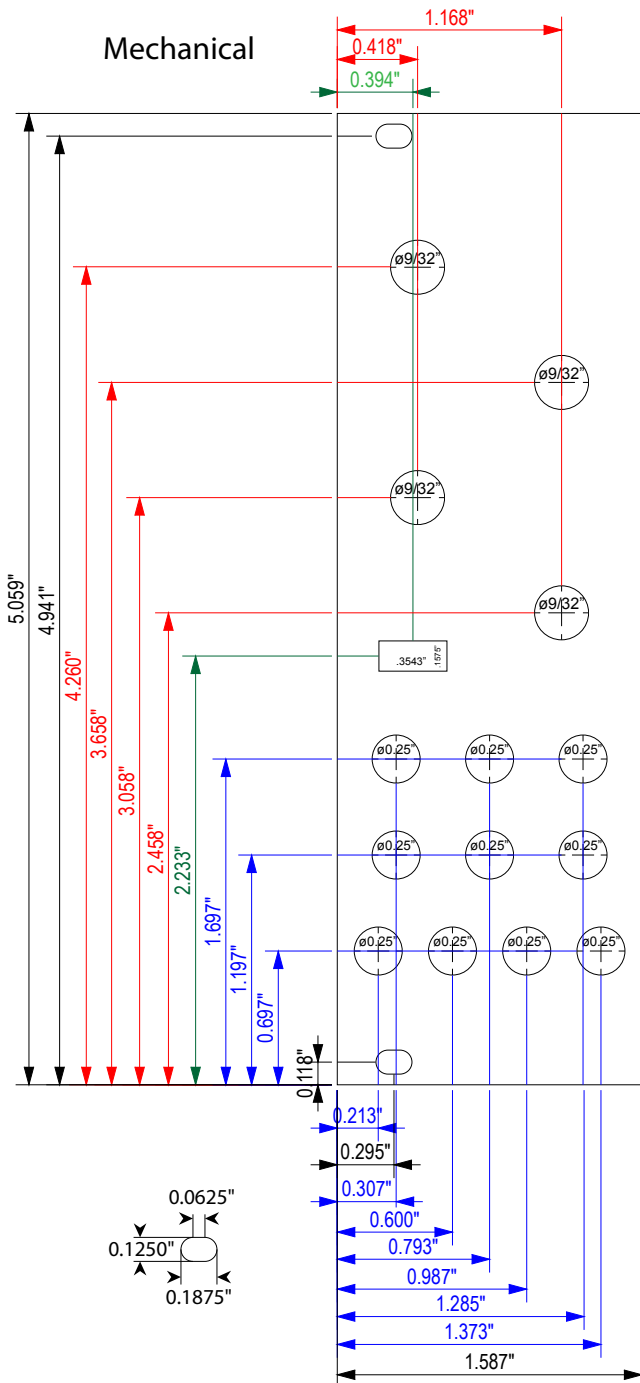 1.168"
Mechanical
0.418"
0.394"
ø9/32"
ø9/32"
ø9/32"
ø9/32"
5.059"
4.941"
4.260"
3.658"
3.058"
2.458"
2.233"
.3543"
.1575"
ø0.25"
ø0.25"
ø0.25"
1.697"
ø0.25"
ø0.25"
ø0.25"
1.197"
ø0.25"
ø0.25"
ø0.25"
ø0.25"
0.697"
0.118"
0.213"
0.295"
0.307"
0.600"
0.793"
0.987"
1.285"
1.373"
1.587"
0.0625"
0.1250"
0.1875"